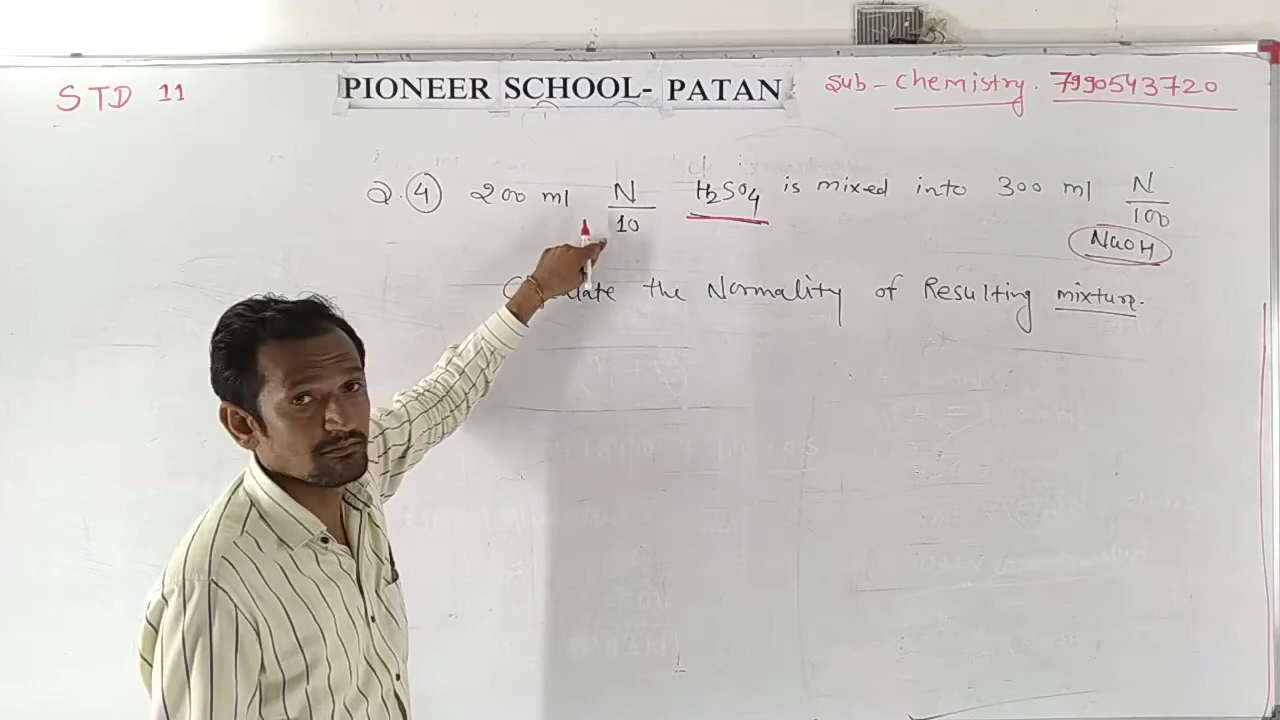 STD 11
PIONEER SCHOOL- PATAN
Sub - Chemistry. 7990543720
Q. 4 200 ml N/10 H2SO4 is mixed into 300 ml N/100
NaOH
Calculate the Normality of Resulting mixture.